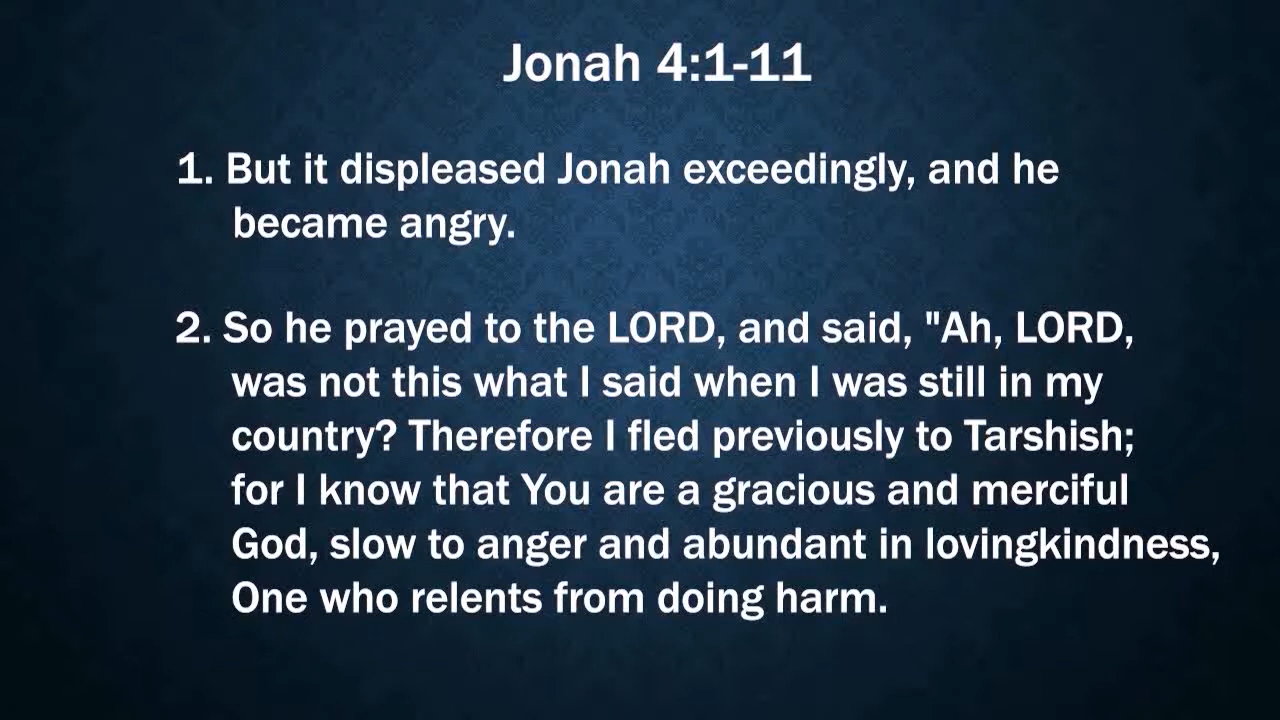 Jonah 4:1-11
1. But it displeased Jonah exceedingly, and he
became angry.
2. So he prayed to the LORD, and said, "Ah, LORD,
was not this what I said when I was still in my
country? Therefore I fled previously to Tarshish;
for I know that You are a gracious and merciful
God, slow to anger and abundant in lovingkindness,
One who relents from doing harm.